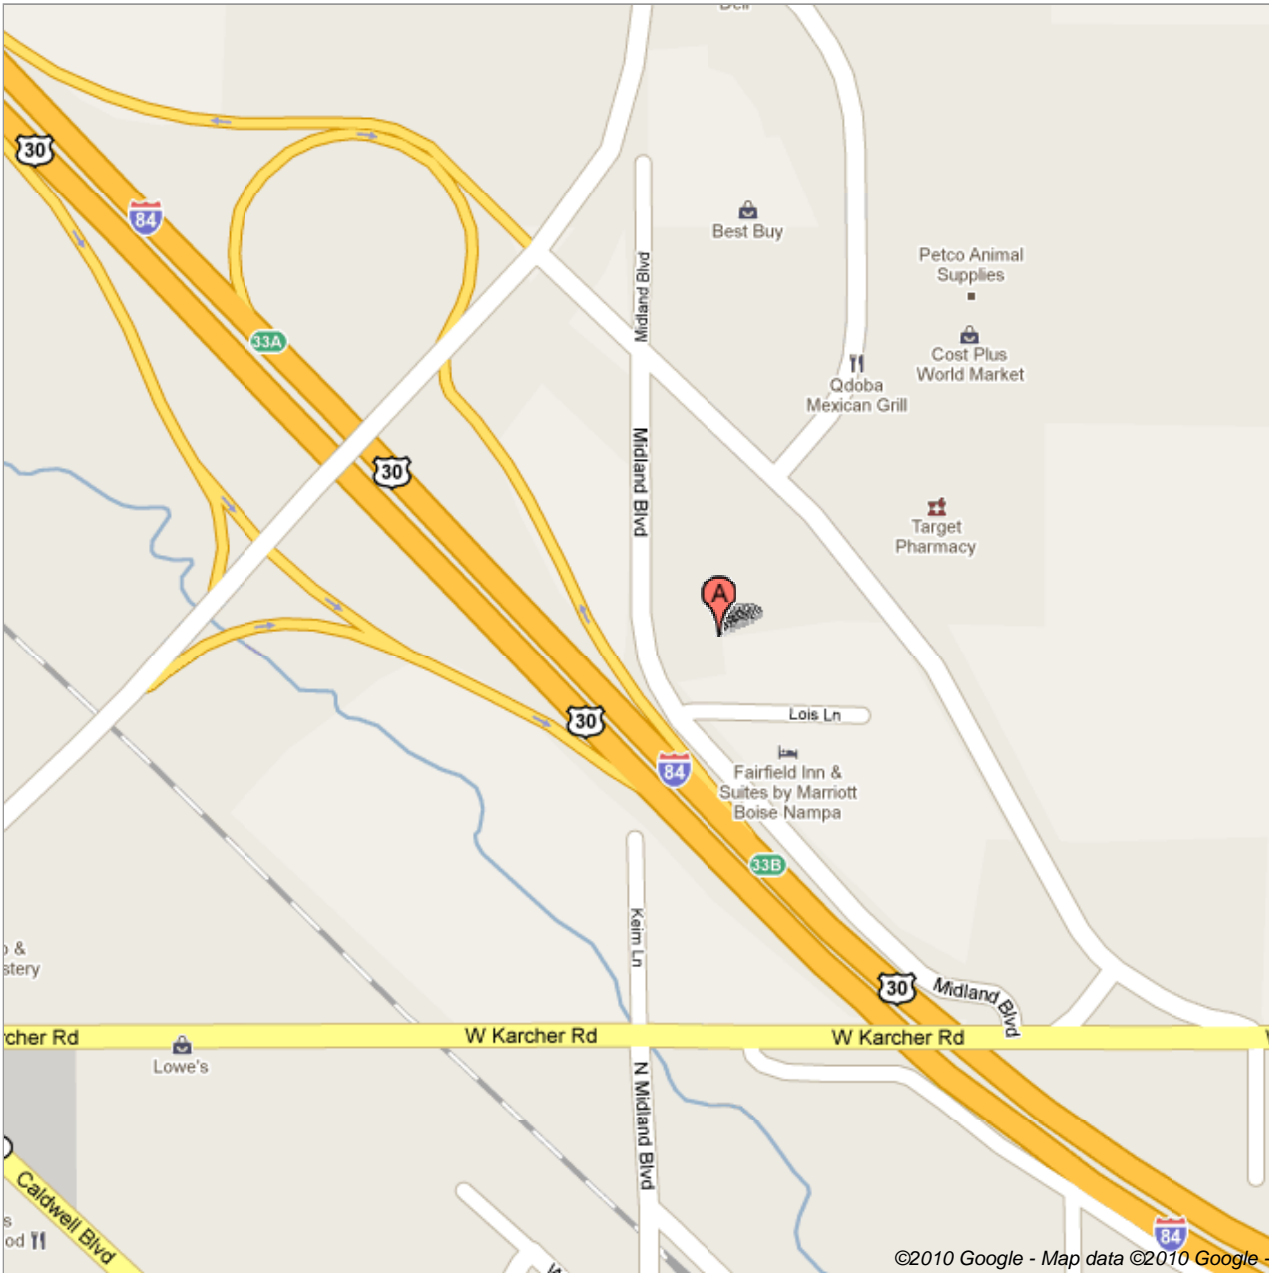 Deli
30
84
Best Buy
Midland Blvd
Petco Animal
Supplies
33A
Cost Plus
World Market
Qdoba
Mexican Grill
30
Midland Blvd
Target
Pharmacy
A
30
Lois Ln
84
Fairfield Inn &
Suites by Marriott
Boise Nampa
33B
Keim Ln
&
stery
30
Midland Blvd
rcher Rd
W Karcher Rd
W Karcher Rd
Lowe's
N Midland Blvd
Caldwell Blvd
s
od
84
©2010 Google - Map data ©2010 Google -